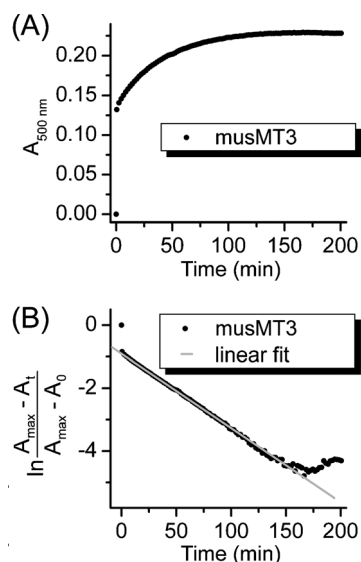 (A)
A500 nm
0.20
0.15
0.10
0.05
0.00
musMT3
0 50 100 150 200
Time (min)
(B)
ln Amax - At
Amax - A0
0
-2
-4
musMT3
linear fit
0 50 100 150 200
Time (min)